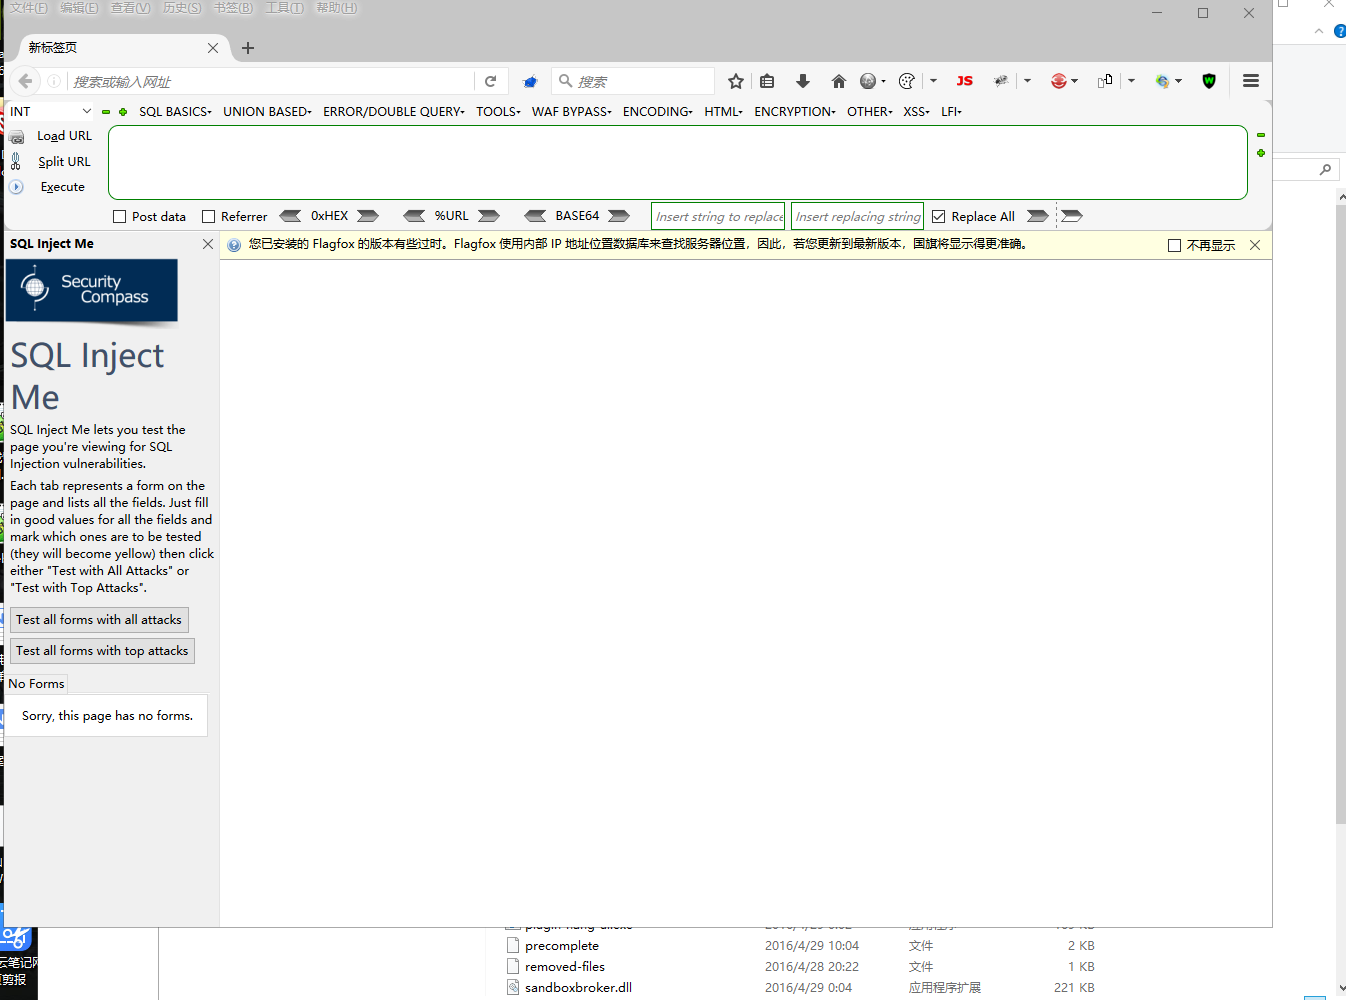 文件(F) 编辑(E) 查看(V) 历史(S) 书签(B) 工具(T) 帮助(H)
新标签页
搜索或输入网址 搜索 JS
INT SQL BASICS UNION BASED ERROR/DOUBLE QUERY TOOLS WAF BYPASS ENCODING HTML ENCRYPTION OTHER XSS LFI
Load URL
Split URL
Execute
Post data Referrer 0xHEX %URL BASE64 Insert string to replace Insert replacing string Replace All
SQL Inject Me
您已安装的 Flagfox 的版本有些过时。Flagfox 使用内部 IP 地址位置数据库来查找服务器位置，因此，若您更新到最新版本，国旗将显示得更准确。 不再显示
Security
Compass
SQL Inject
Me
SQL Inject Me lets you test the
page you're viewing for SQL
Injection vulnerabilities.
Each tab represents a form on the
page and lists all the fields. Just fill
in good values for all the fields and
mark which ones are to be tested
(they will become yellow) then click
either "Test with All Attacks" or
"Test with Top Attacks".
Test all forms with all attacks
Test all forms with top attacks
No Forms
Sorry, this page has no forms.
precomplete 2016/4/29 10:04 文件 2 KB
removed-files 2016/4/28 20:22 文件 1 KB
sandboxbroker.dll 2016/4/29 0:04 应用程序扩展 221 KB
云笔记网
剪报